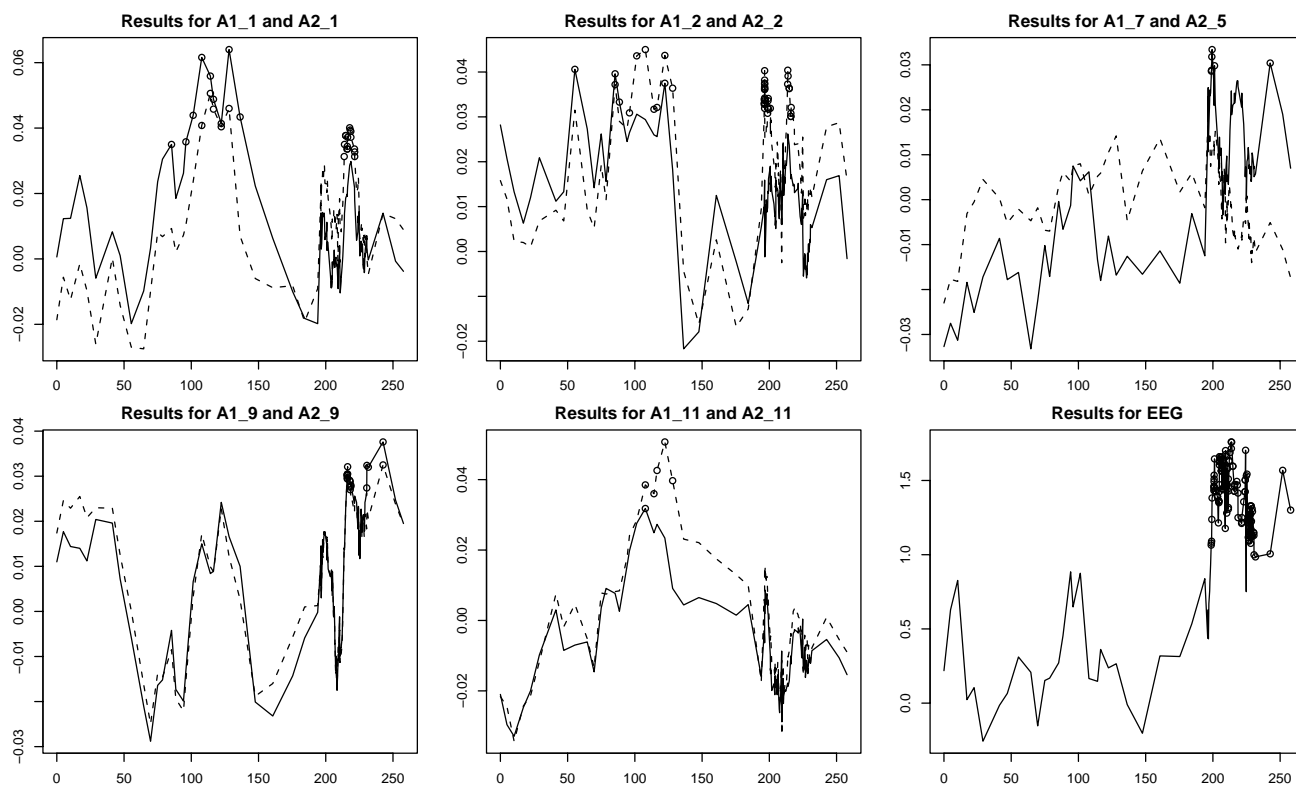 Results for A1_1 and A2_1
Results for A1_2 and A2_2
Results for A1_7 and A2_5
0.06
0.04
0.02
0.00
−0.02
0 50 100 150 200 250
0.04
0.03
0.02
0.01
0.00
−0.02
0 50 100 150 200 250
0.03
0.02
0.01
0.00
−0.01
−0.03
0 50 100 150 200 250
Results for A1_9 and A2_9
Results for A1_11 and A2_11
Results for EEG
0.04
0.03
0.02
0.01
0.00
−0.01
−0.03
0 50 100 150 200 250
0.04
0.02
0.00
−0.02
0 50 100 150 200 250
1.5
1.0
0.5
0.0
0 50 100 150 200 250